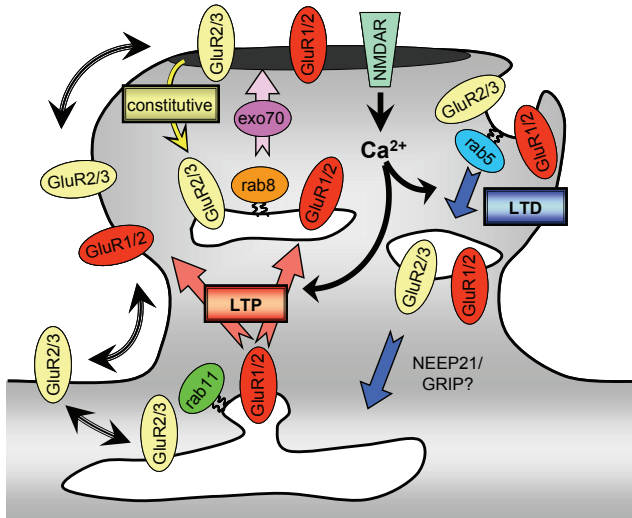 GluR2/3
GluR1/2
NMDAR
constitutive
exo70
GluR2/3
GluR1/2
rab5
Ca2+
GluR2/3
GluR2/3
rab8
GluR1/2
LTD
GluR1/2
GluR2/3
GluR1/2
LTP
GluR2/3
rab11
GluR1/2
NEEP21/
GRIP?
GluR2/3